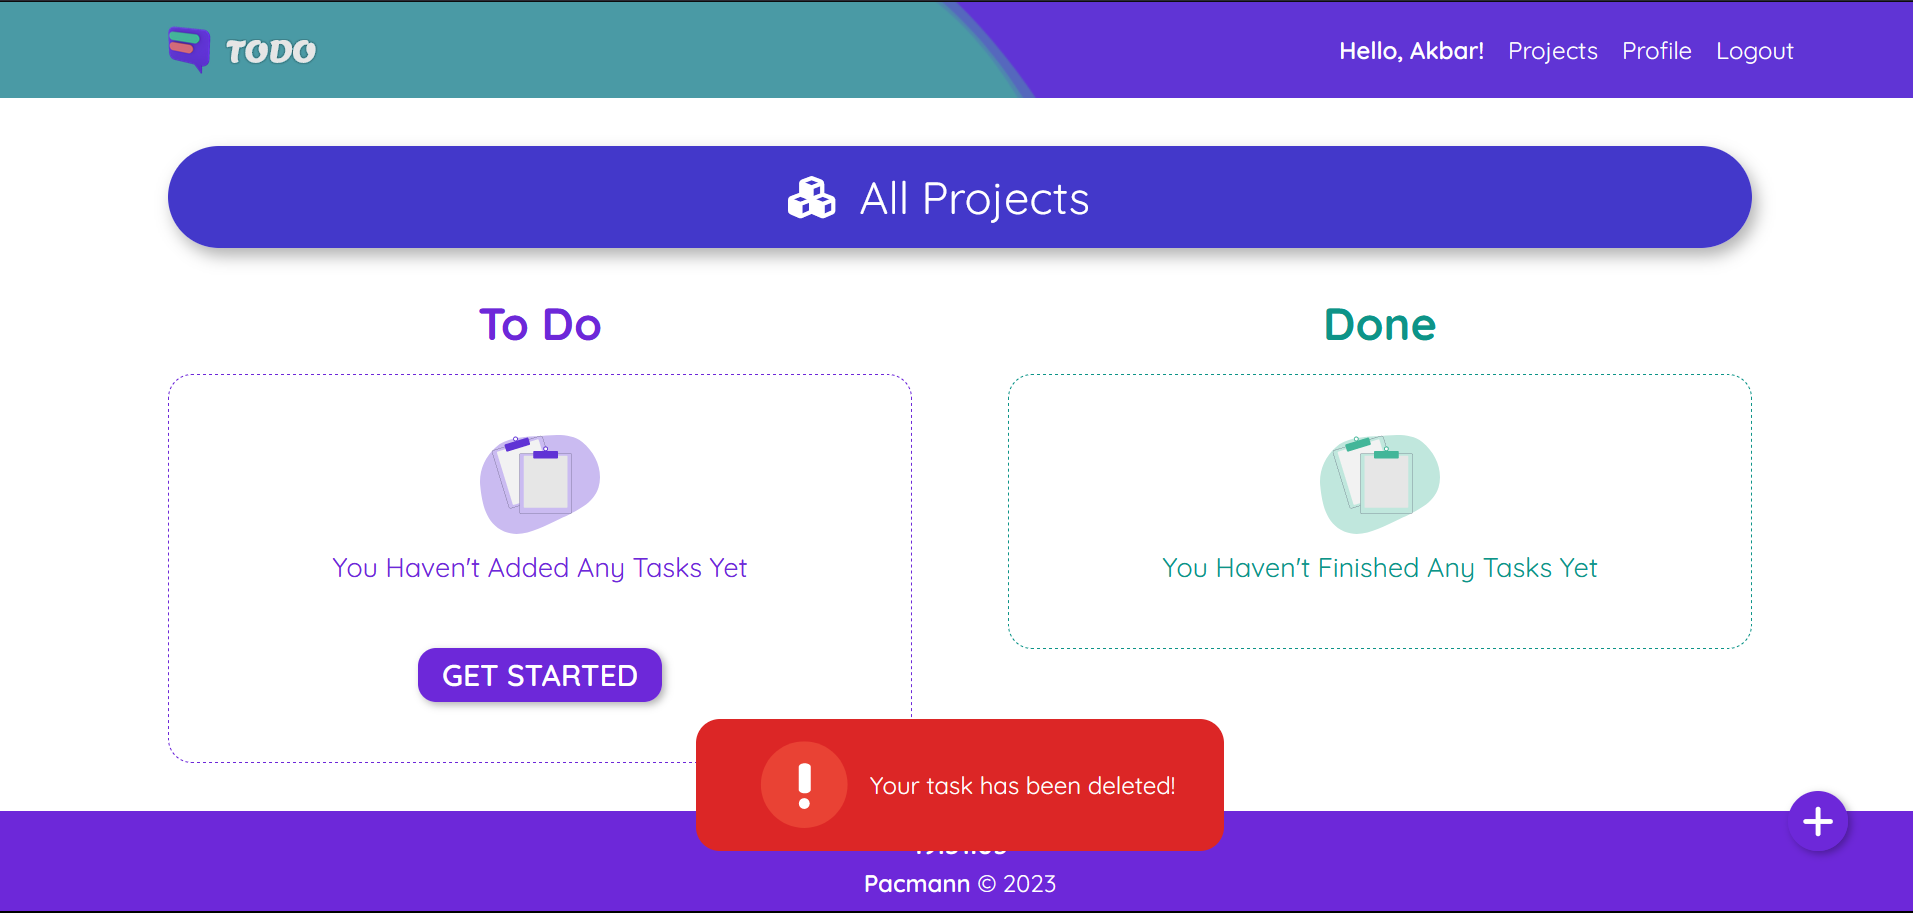 TODO
Hello, Akbar! Projects Profile Logout
All Projects
To Do
Done
You Haven't Added Any Tasks Yet
You Haven't Finished Any Tasks Yet
GET STARTED
Your task has been deleted!
Pacmann © 2023